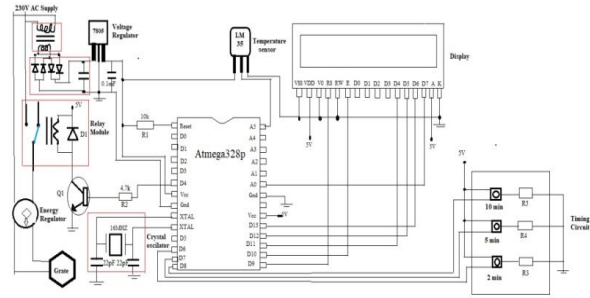 230V AC Supply
7805
Voltage
Regulator
LM
35
Temperature
sensor
Display
VSS VDD V0 RS RW E D0 D1 D2 D3 D4 D5 D6 D7 A K
0.1mF
5V
5V
5V
Relay
Module
D1
10k
R1
Reset
D0
D1
D2
D3
D4
Vcc
Gnd
XTAL
XTAL
D5
D6
D7
D8
Atmega328p
A5
A4
A3
A2
A1
A0
Gnd
Vcc
D13
D12
D11
D10
D9
5V
Q1
4.7k
R2
Energy
Regulator
Grate
16MHZ
22pF 22pF
Crystal
oscilator
5V
10 min
R5
5 min
R4
2 min
R3
Timing
Circuit